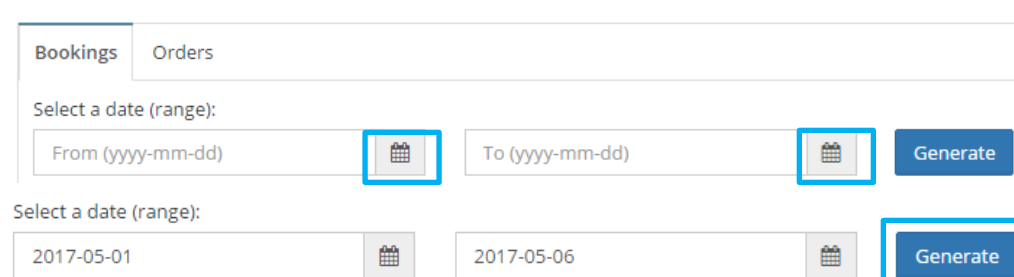 Bookings Orders
Select a date (range):
From (yyyy-mm-dd) To (yyyy-mm-dd) Generate
Select a date (range):
2017-05-01 2017-05-06 Generate